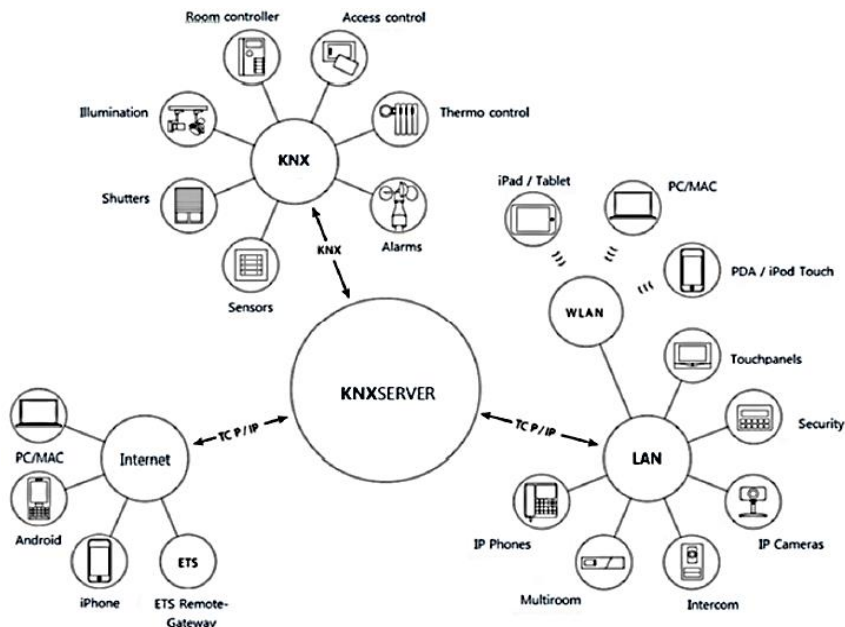 Room controller
Access control
Illumination
Thermo control
KNX
Shutters
Alarms
Sensors
KNX
iPad / Tablet
PC/MAC
PDA / iPod Touch
WLAN
Touchpanels
KNXSERVER
TCP/IP
TCP/IP
Security
PC/MAC
Internet
LAN
Android
IP Phones
IP Cameras
iPhone
ETS
ETS Remote-
Gateway
Multiroom
Intercom